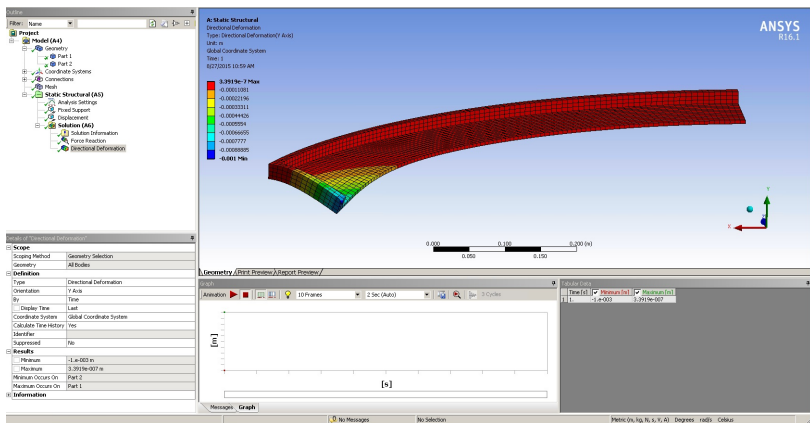 Outline
Filter: Name
Project
Model (A4)
Geometry
Part 1
Part 2
Coordinate Systems
Connections
Mesh
Static Structural (A5)
Analysis Settings
Fixed Support
Displacement
Solution (A6)
Solution Information
Force Reaction
Directional Deformation
A: Static Structural
Directional Deformation
Type: Directional Deformation(Y Axis)
Unit: m
Global Coordinate System
Time: 1
8/27/2015 10:59 AM
3.3919e-7 Max
-0.00011081
-0.00022196
-0.00033311
-0.00044426
-0.0005554
-0.00066655
-0.0007777
-0.00088885
-0.001 Min
ANSYS
R16.1
Y
X
0.000 0.100 0.200 (m)
0.050 0.150
Geometry Print Preview Report Preview
Details of "Directional Deformation"
Scope
Scoping Method Geometry Selection
Geometry All Bodies
Definition
Type Directional Deformation
Orientation Y Axis
By Time
Display Time Last
Coordinate System Global Coordinate System
Calculate Time History Yes
Identifier
Suppressed No
Results
Minimum -1.e-003 m
Maximum 3.3919e-007 m
Minimum Occurs On Part 2
Maximum Occurs On Part 1
Information
Graph
Animation 10 Frames 2 Sec (Auto) 3 Cycles
[m]
[s]
Messages Graph
Tabular Data
Time [s] Minimum [m] Maximum [m]
1 1. -1.e-003 3.3919e-007
No Messages No Selection Metric (m, kg, N, s, V, A) Degrees rad/s Celsius